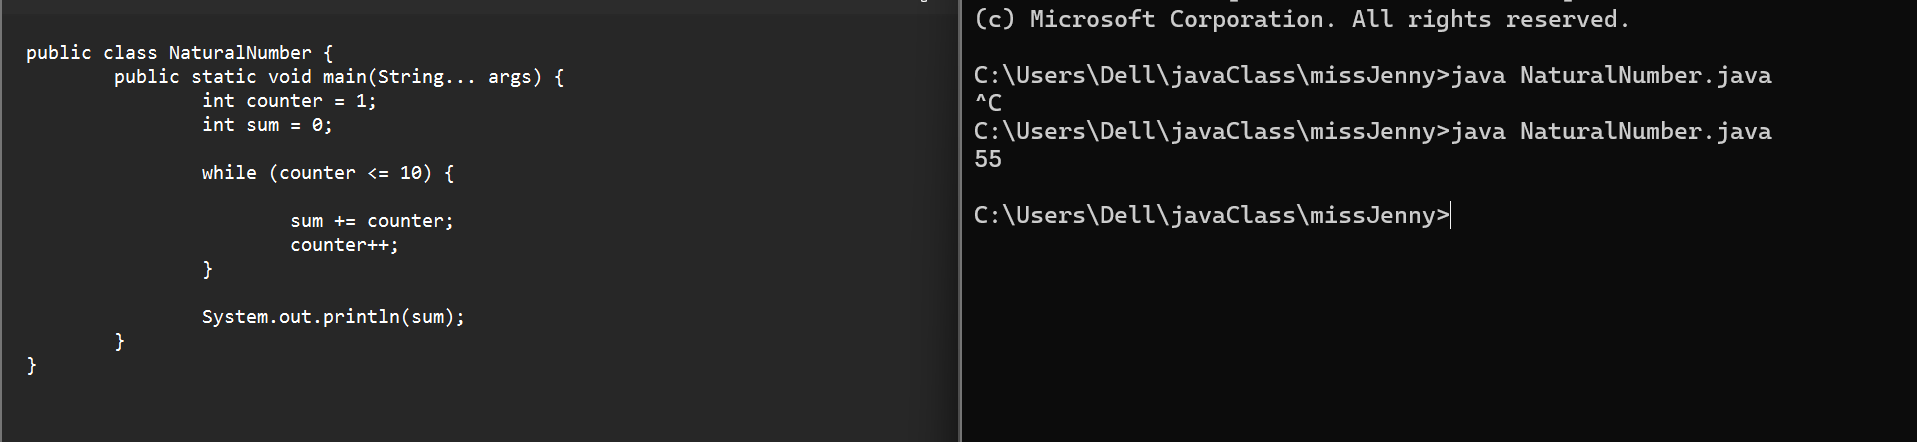 public class NaturalNumber {
public static void main(String... args) {
int counter = 1;
int sum = 0;
while (counter <= 10) {
sum += counter;
counter++;
}
System.out.println(sum);
}
}
(c) Microsoft Corporation. All rights reserved.
C:\Users\Dell\javaClass\missJenny>java NaturalNumber.java
^C
C:\Users\Dell\javaClass\missJenny>java NaturalNumber.java
55
C:\Users\Dell\javaClass\missJenny>